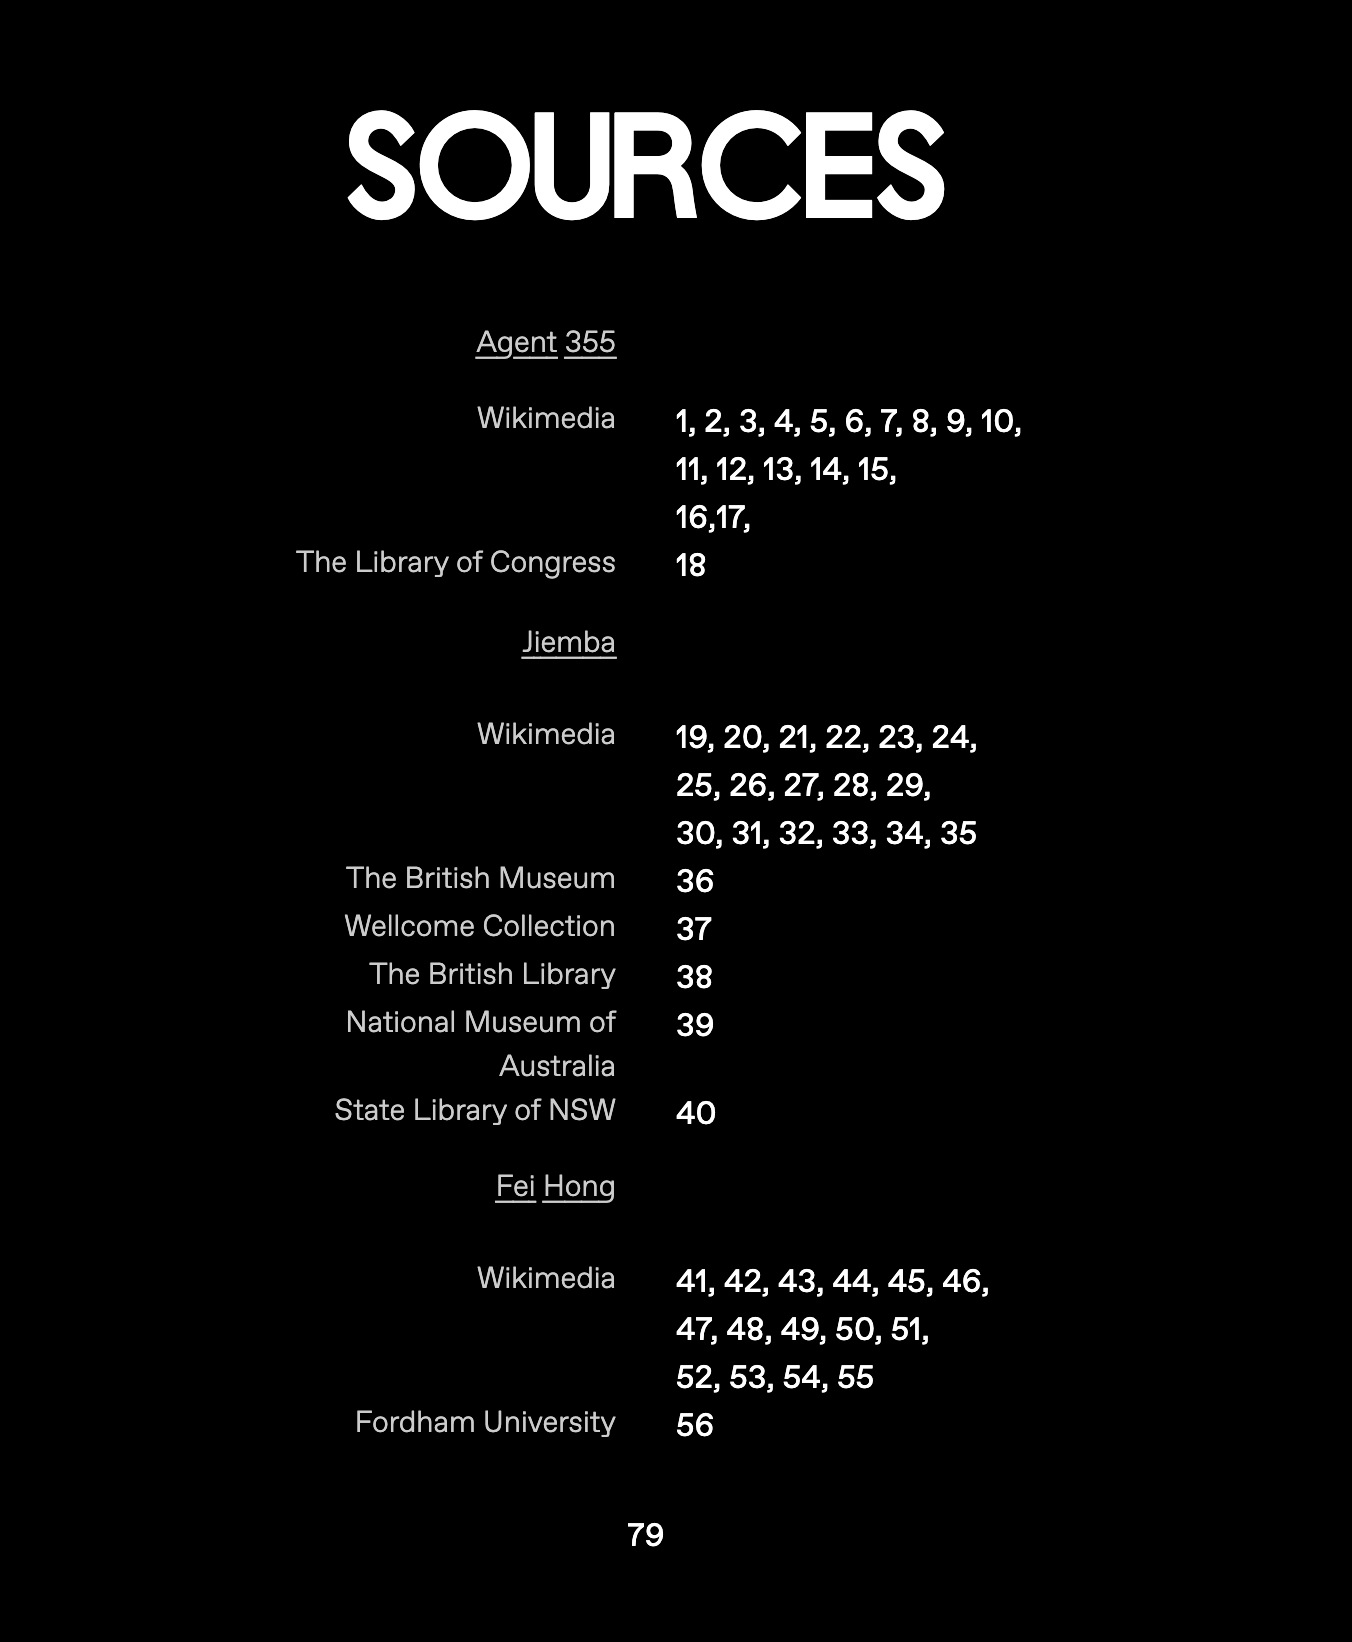 SOURCES
Agent 355
Wikimedia 1, 2, 3, 4, 5, 6, 7, 8, 9, 10,
11, 12, 13, 14, 15,
16,17,
The Library of Congress 18
Jiemba
Wikimedia 19, 20, 21, 22, 23, 24,
25, 26, 27, 28, 29,
30, 31, 32, 33, 34, 35
The British Museum 36
Wellcome Collection 37
The British Library 38
National Museum of 39
Australia
State Library of NSW 40
Fei Hong
Wikimedia 41, 42, 43, 44, 45, 46,
47, 48, 49, 50, 51,
52, 53, 54, 55
Fordham University 56
79